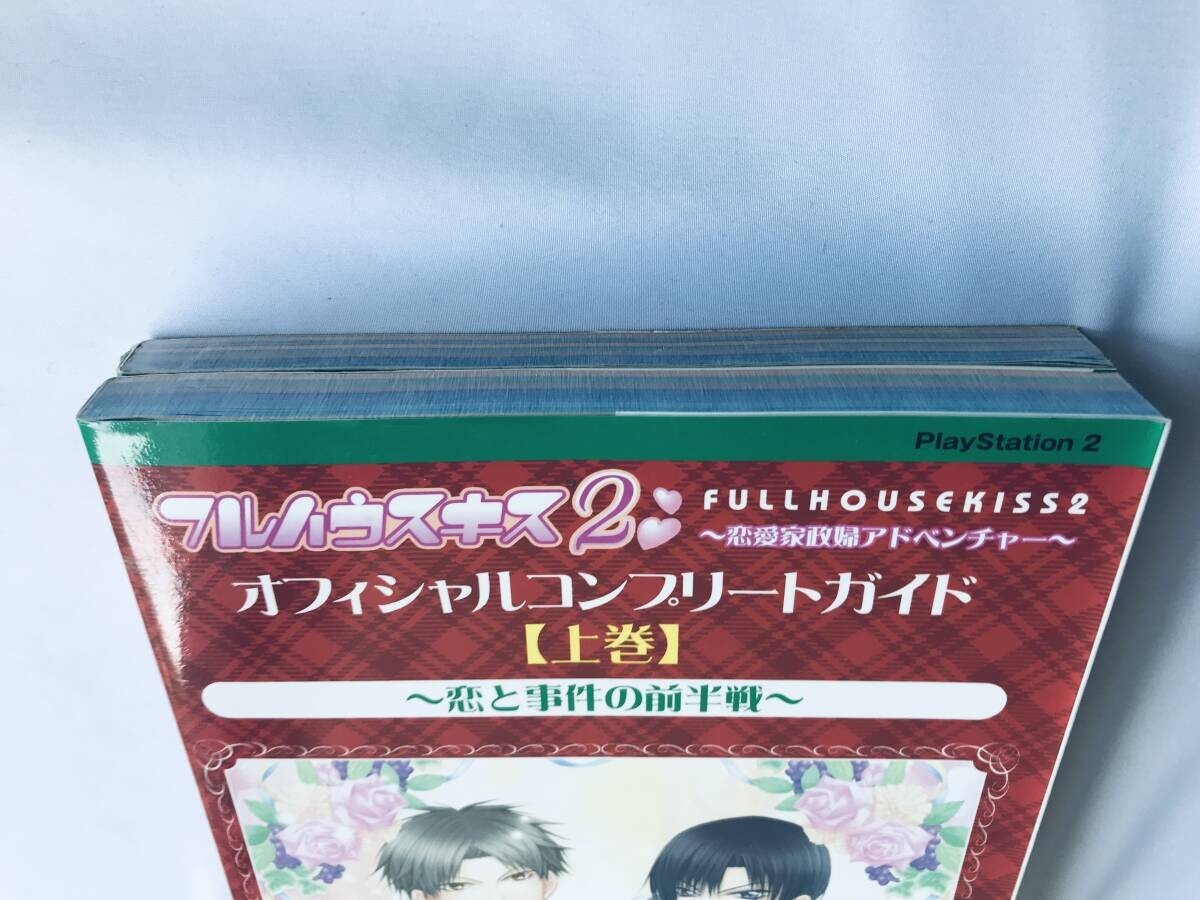 PlayStation 2
フルハウスキス2
FULLHOUSEKISS2
～恋愛家政婦アドベンチャー～
オフィシャルコンプリートガイド
【上巻】
～恋と事件の前半戦～